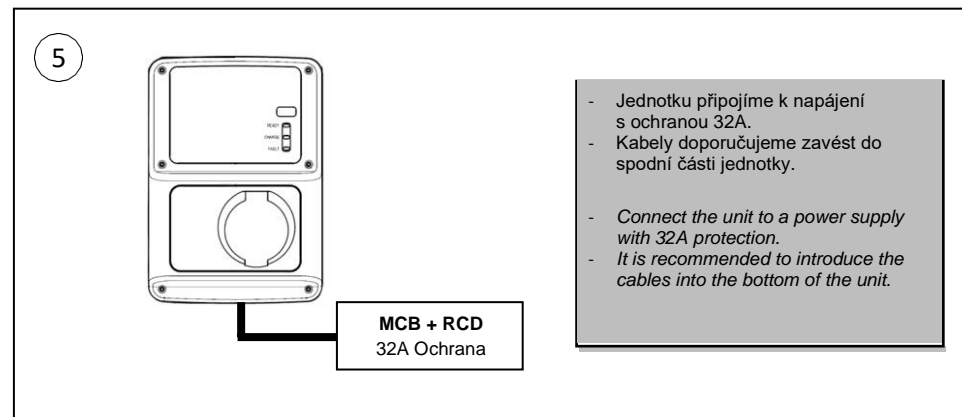 5
READY
CHARGE
FAULT
MCB + RCD
32A Ochrana
- Jednotku připojíme k napájení
s ochranou 32A.
- Kabely doporučujeme zavést do
spodní části jednotky.
- Connect the unit to a power supply
with 32A protection.
- It is recommended to introduce the
cables into the bottom of the unit.